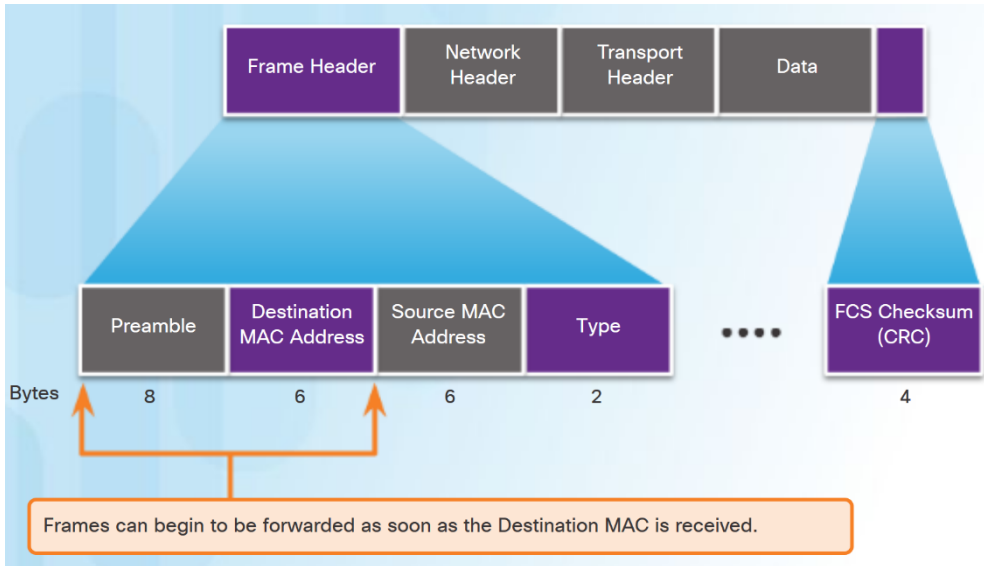 Frame Header
Network
Header
Transport
Header
Data
Preamble
Destination
MAC Address
Source MAC
Address
Type
FCS Checksum
(CRC)
Bytes 8 6 6 2 4
Frames can begin to be forwarded as soon as the Destination MAC is received.